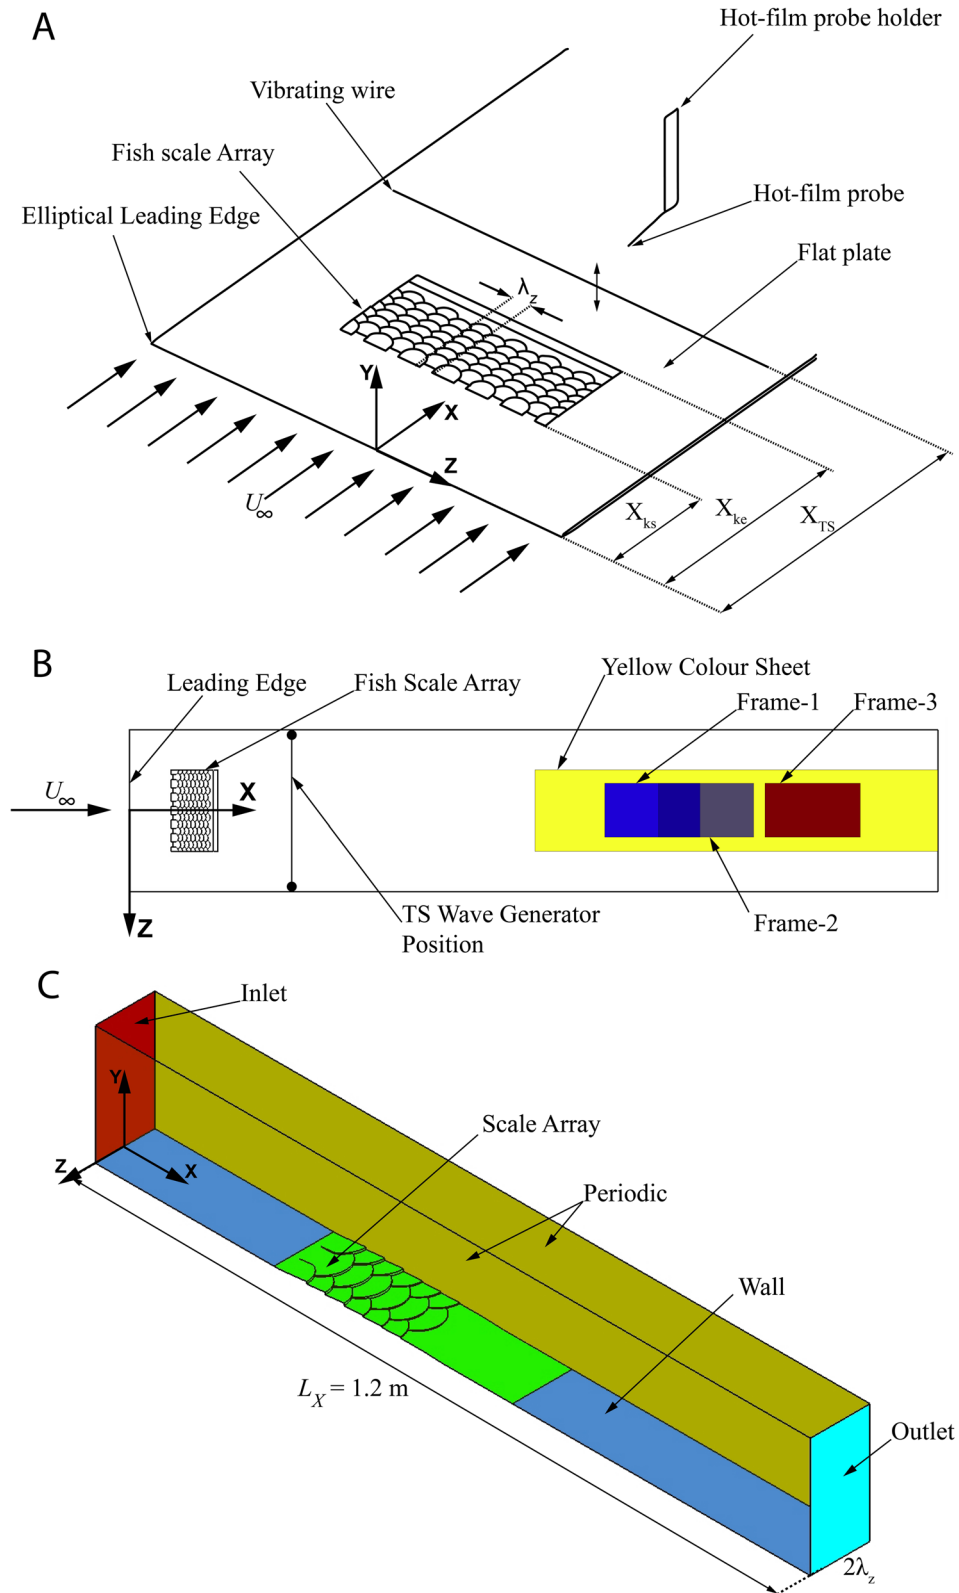 A
Hot-film probe holder
Vibrating wire
Fish scale Array
Hot-film probe
Elliptical Leading Edge
Flat plate
λz
Y
X
Z
U∞
Xks
Xke
XTS
B
Yellow Colour Sheet
Leading Edge
Fish Scale Array
Frame-1
Frame-3
U∞
X
TS Wave Generator
Position
Frame-2
Z
C
Inlet
Y
Scale Array
Z
X
Periodic
Wall
LX = 1.2 m
Outlet
2λz